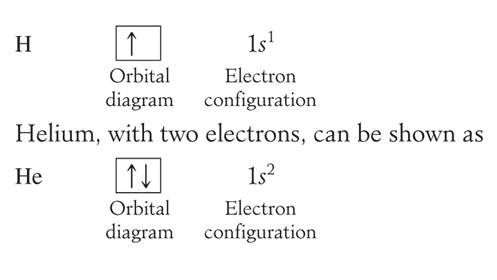 H ↑ 1s¹
Orbital Electron
diagram configuration
Helium, with two electrons, can be shown as
He ↑↓ 1s²
Orbital Electron
diagram configuration